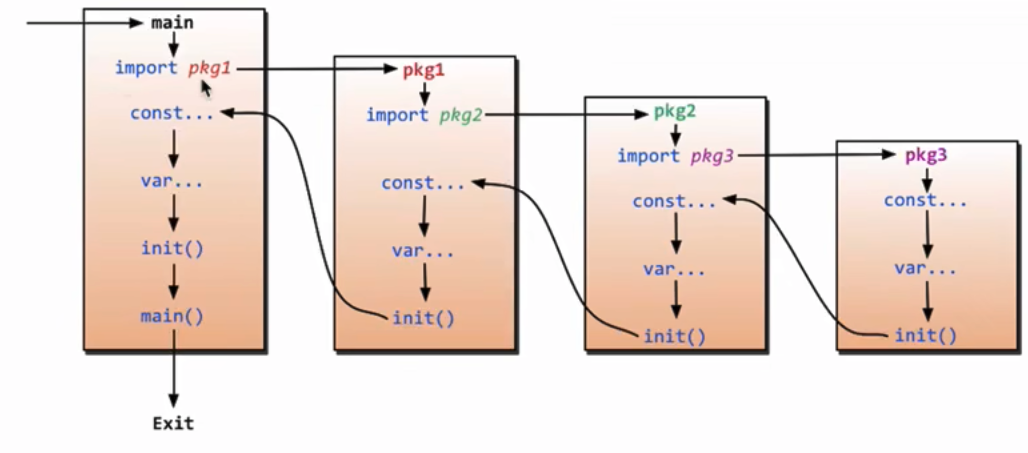 main
import pkg1
const...
var...
init()
main()
Exit
pkg1
import pkg2
const...
var...
init()
pkg2
import pkg3
const...
var...
init()
pkg3
const...
var...
init()